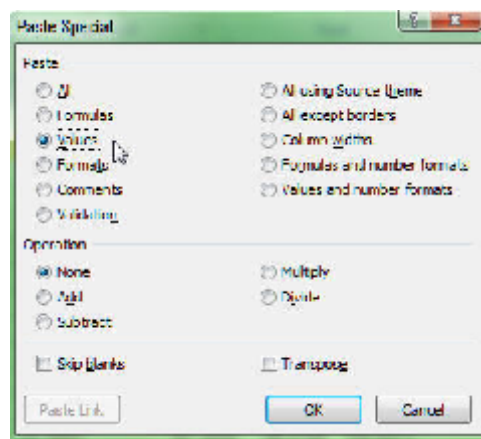 Paste Special
Paste
All
All using Source theme
Formulas
All except borders
Values
Column widths
Formats
Formulas and number formats
Comments
Values and number formats
Validation
Operation
None
Multiply
Add
Divide
Subtract
Skip blanks
Transpose
Paste Link
OK
Cancel